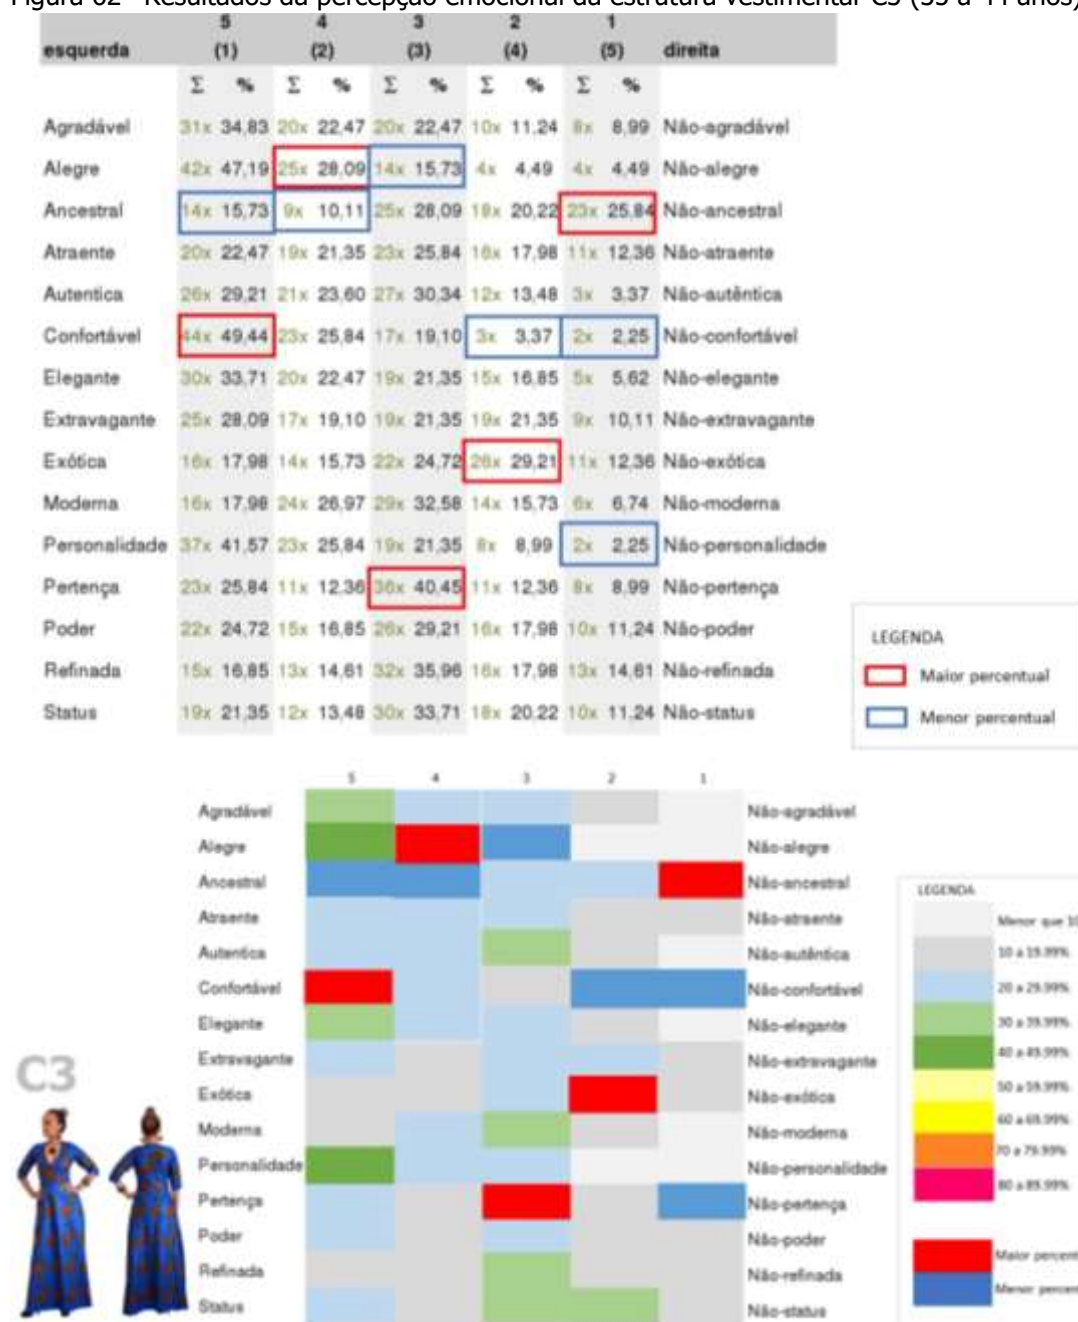 Figura 62 - Resultados da percepção emocional da estrutura vestimentar C3 (35 a 44 anos)
5 4 3 2 1
esquerda (1) (2) (3) (4) (5) direita
Σ % Σ % Σ % Σ % Σ %
Agradável 31x 34,83 20x 22,47 20x 22,47 10x 11,24 8x 8,99 Não-agradável
Alegre 42x 47,19 25x 28,09 14x 15,73 4x 4,49 4x 4,49 Não-alegre
Ancestral 14x 15,73 9x 10,11 25x 28,09 18x 20,22 23x 25,84 Não-ancestral
Atraente 20x 22,47 19x 21,35 23x 25,84 16x 17,98 11x 12,36 Não-atraente
Autentica 26x 29,21 21x 23,60 27x 30,34 12x 13,48 3x 3,37 Não-autêntica
Confortável 44x 49,44 23x 25,84 17x 19,10 3x 3,37 2x 2,25 Não-confortável
Elegante 30x 33,71 20x 22,47 19x 21,35 15x 16,85 5x 5,62 Não-elegante
Extravagante 25x 28,09 17x 19,10 19x 21,35 19x 21,35 9x 10,11 Não-extravagante
Exótica 16x 17,98 14x 15,73 22x 24,72 26x 29,21 11x 12,36 Não-exótica
Moderna 16x 17,98 24x 26,97 29x 32,58 14x 15,73 6x 6,74 Não-moderna
Personalidade 37x 41,57 23x 25,84 19x 21,35 8x 8,99 2x 2,25 Não-personalidade
Pertença 23x 25,84 11x 12,36 36x 40,45 11x 12,36 8x 8,99 Não-pertença
Poder 22x 24,72 15x 16,85 26x 29,21 16x 17,98 10x 11,24 Não-poder
Refinada 15x 16,85 13x 14,61 32x 35,96 16x 17,98 13x 14,61 Não-refinada
Status 19x 21,35 12x 13,48 30x 33,71 18x 20,22 10x 11,24 Não-status
LEGENDA
Maior percentual
Menor percentual
5 4 3 2 1
Agradável Não-agradável
Alegre Não-alegre
Ancestral Não-ancestral
Atraente Não-atraente
Autentica Não-autêntica
Confortável Não-confortável
Elegante Não-elegante
Extravagante Não-extravagante
Exótica Não-exótica
Moderna Não-moderna
Personalidade Não-personalidade
Pertença Não-pertença
Poder Não-poder
Refinada Não-refinada
Status Não-status
C3
LEGENDA
Menor que 10
10 a 19.99%
20 a 29.99%
30 a 39.99%
40 a 49.99%
50 a 59.99%
60 a 69.99%
70 a 79.99%
80 a 89.99%
Maior percent
Menor percent